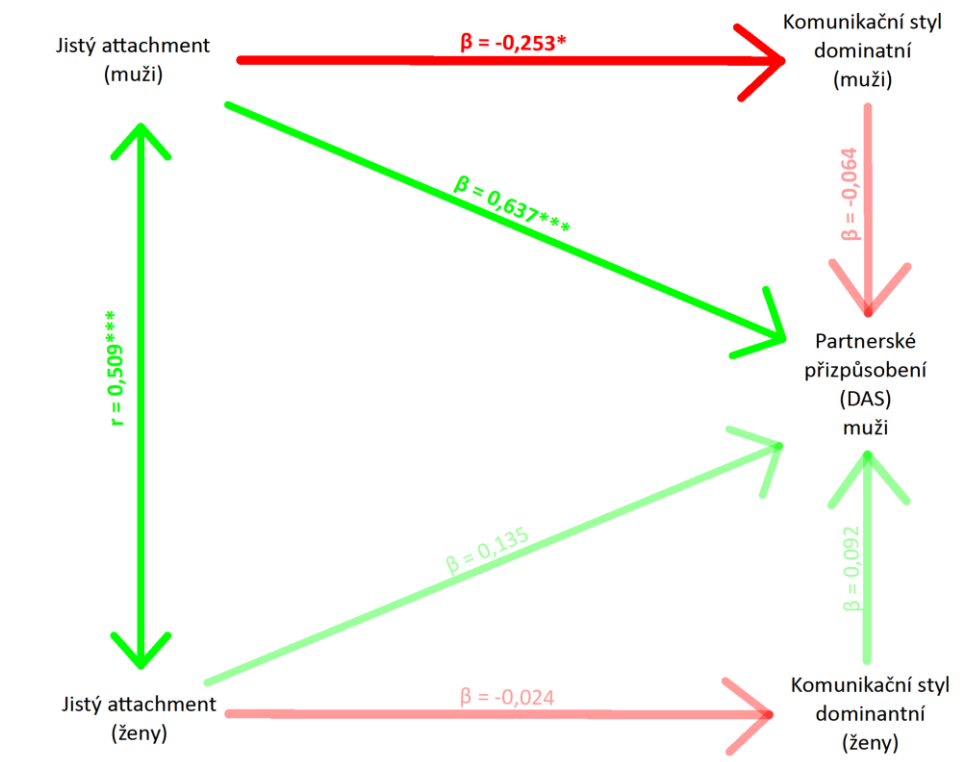 Jistý attachment
(muži)
β = -0,253*
Komunikační styl
dominatní
(muži)
β = 0,637***
β = -0,064
r = 0,509***
Partnerské
přizpůsobení
(DAS)
muži
β = 0,135
β = 0,092
Jistý attachment
(ženy)
β = -0,024
Komunikační styl
dominantní
(ženy)